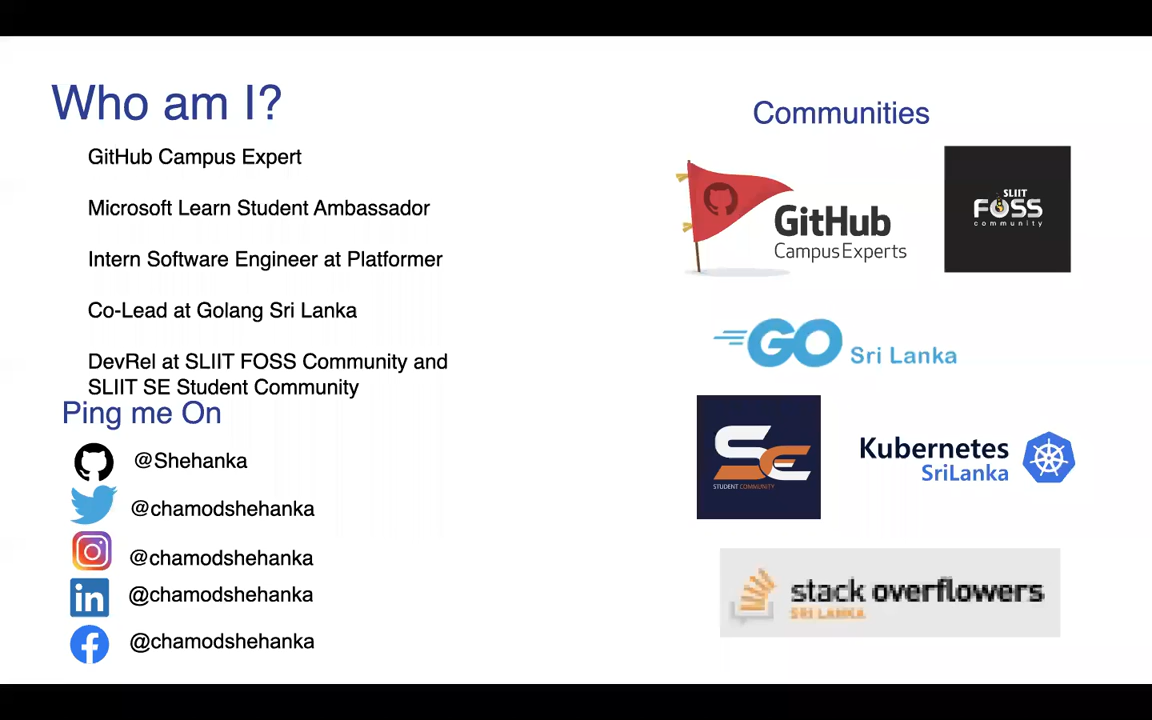 Who am I?
GitHub Campus Expert
Microsoft Learn Student Ambassador
Intern Software Engineer at Platformer
Co-Lead at Golang Sri Lanka
DevRel at SLIIT FOSS Community and
SLIIT SE Student Community
Ping me On
@Shehanka
@chamodshehanka
@chamodshehanka
@chamodshehanka
@chamodshehanka
Communities
GitHub
Campus Experts
SLIIT
FOSS
community
GO Sri Lanka
SE
STUDENT COMMUNITY
Kubernetes
SriLanka
stack overflowers
SRI LANKA